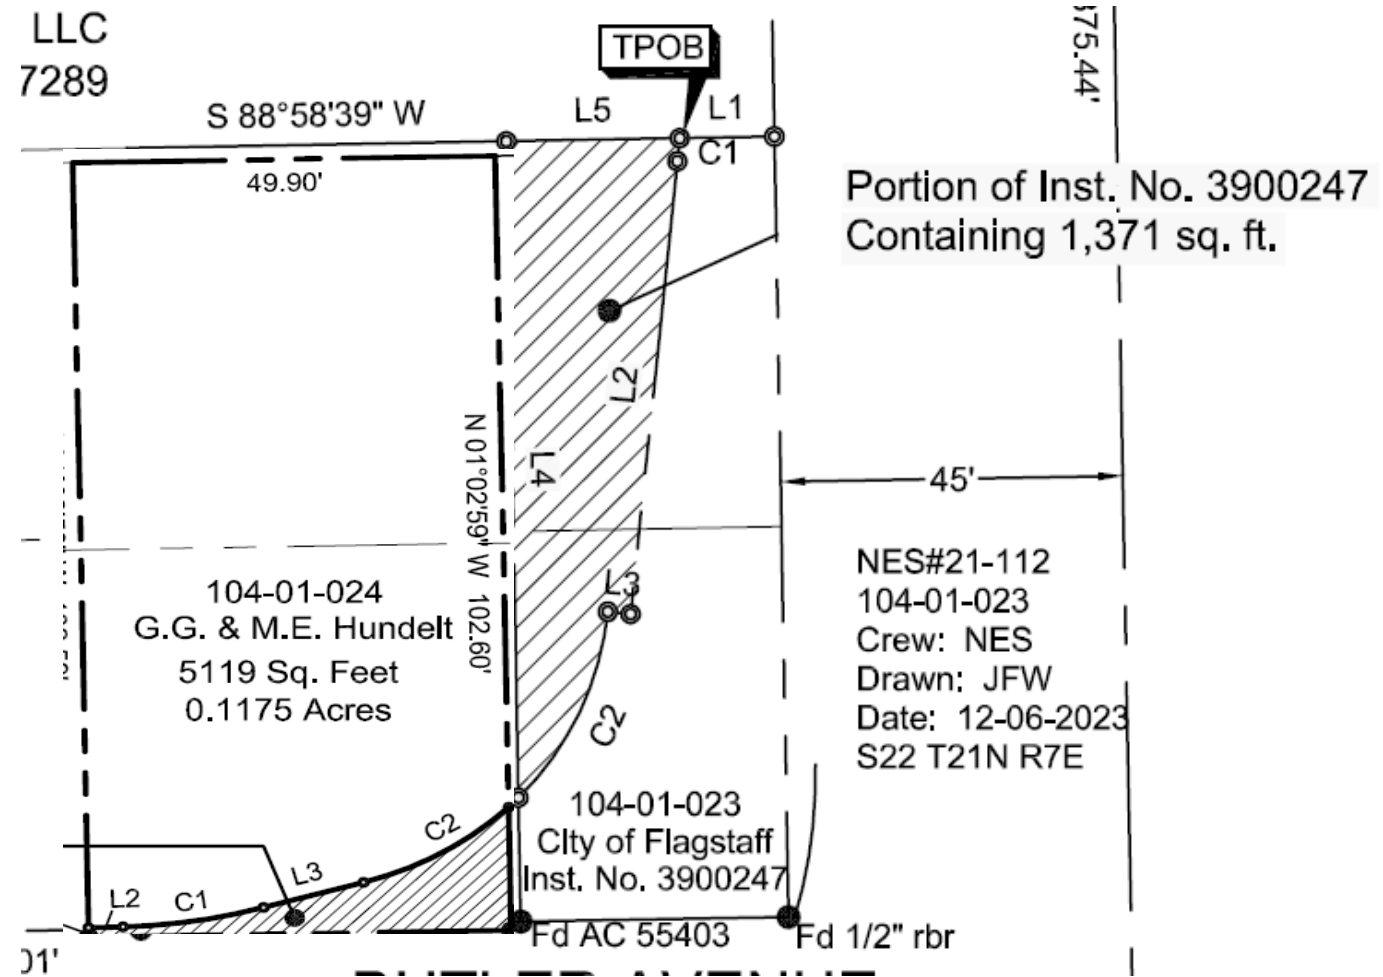 LLC
7289
TPOB
S 88°58'39" W
L5
L1
C1
49.90'
375.44'
Portion of Inst. No. 3900247
Containing 1,371 sq. ft.
L2
L4
N 01°02'59" W 102.60'
45'
L3
C2
104-01-024
G.G. & M.E. Hundelt
5119 Sq. Feet
0.1175 Acres
NES#21-112
104-01-023
Crew: NES
Drawn: JFW
Date: 12-06-2023
S22 T21N R7E
104-01-023
CIty of Flagstaff
Inst. No. 3900247
C2
L3
C1
L2
Fd AC 55403
Fd 1/2" rbr
01'
BUTLER AVENUE